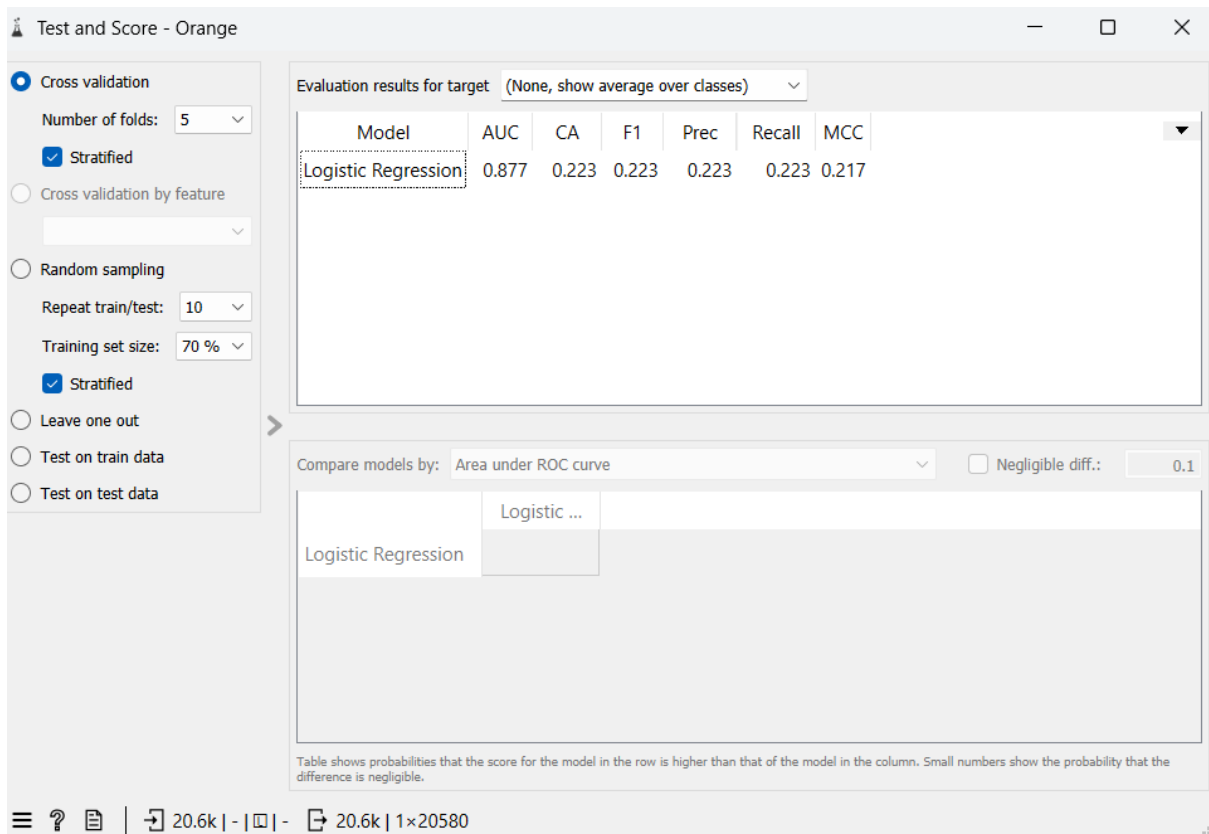 Test and Score - Orange
Cross validation
Number of folds: 5
Stratified
Cross validation by feature
Random sampling
Repeat train/test: 10
Training set size: 70 %
Stratified
Leave one out
Test on train data
Test on test data
Evaluation results for target (None, show average over classes)
Model AUC CA F1 Prec Recall MCC
Logistic Regression 0.877 0.223 0.223 0.223 0.223 0.217
Compare models by: Area under ROC curve Negligible diff.: 0.1
Logistic ...
Logistic Regression
Table shows probabilities that the score for the model in the row is higher than that of the model in the column. Small numbers show the probability that the
difference is negligible.
20.6k | - | - 20.6k | 1×20580